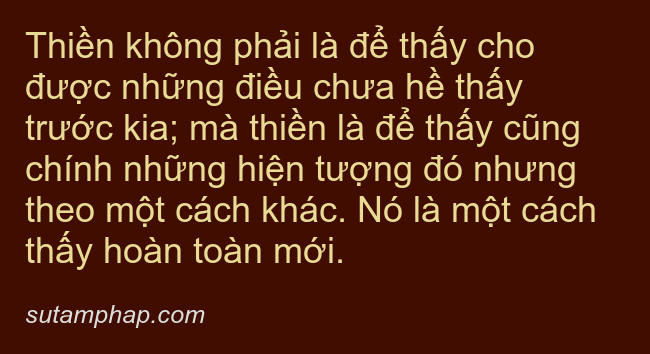 Thiền không phải là để thấy cho
được những điều chưa hề thấy
trước kia; mà thiền là để thấy cũng
chính những hiện tượng đó nhưng
theo một cách khác. Nó là một cách
thấy hoàn toàn mới.
sutamphap.com